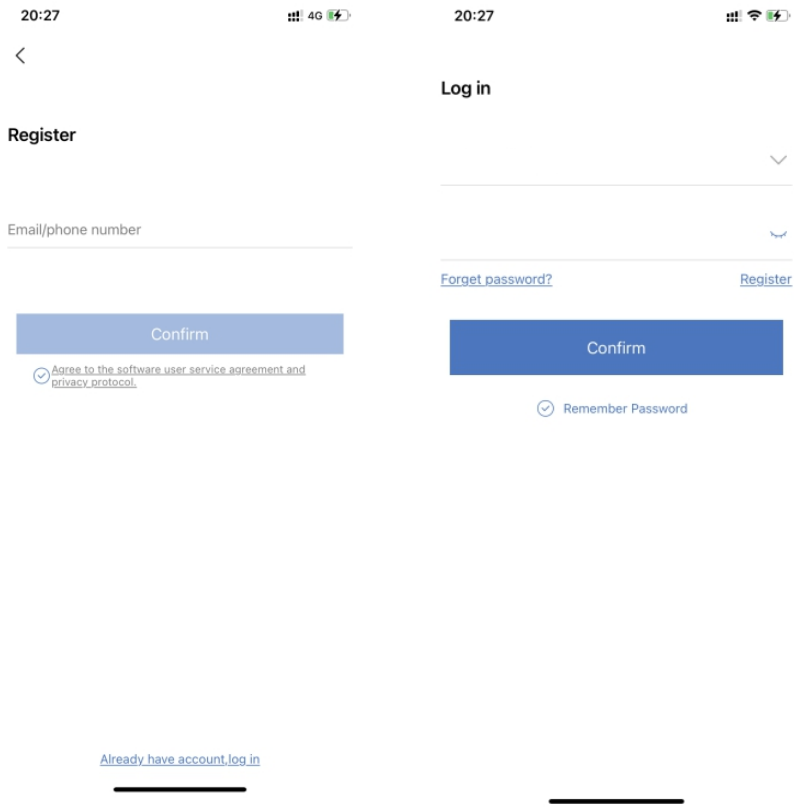 20:27
4G
Register
Email/phone number
Confirm
Agree to the software user service agreement and
privacy protocol.
Already have account,log in
20:27
Log in
Forget password?
Register
Confirm
Remember Password